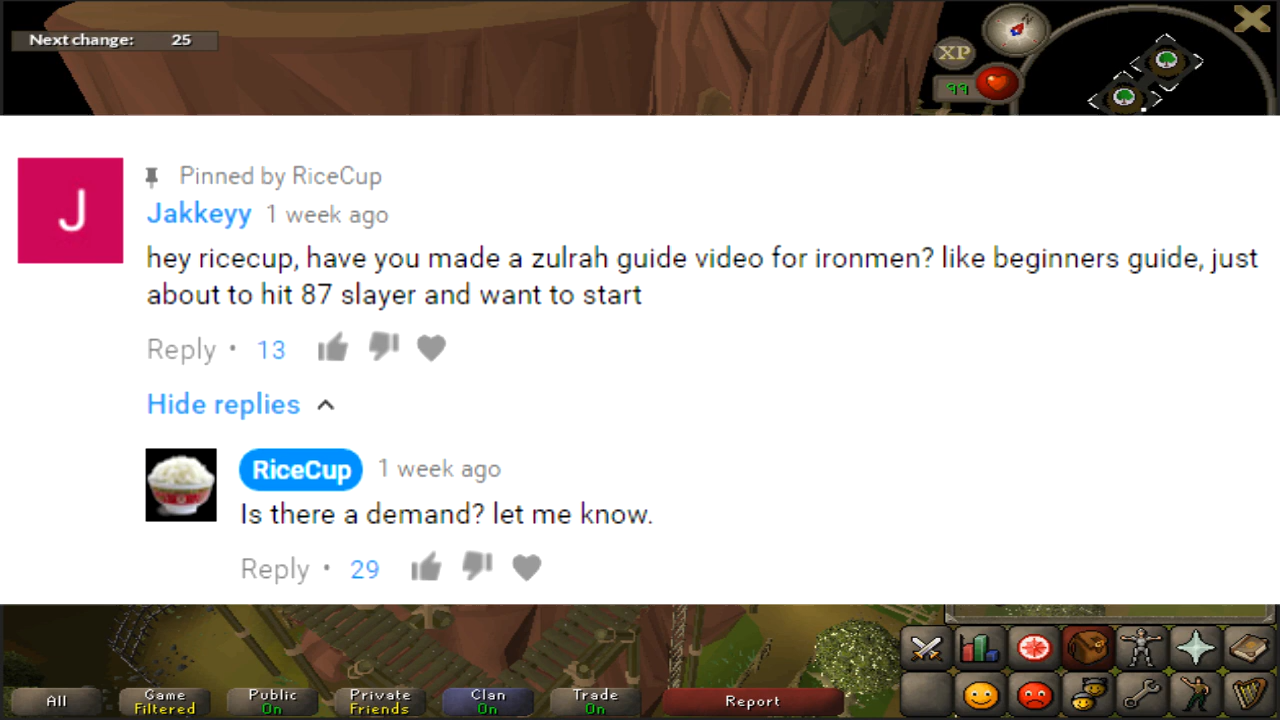 Next change: 25
XP
N
99
J
Pinned by RiceCup
Jakkeyy 1 week ago
hey ricecup, have you made a zulrah guide video for ironmen? like beginners guide, just
about to hit 87 slayer and want to start
Reply • 13
Hide replies
RiceCup 1 week ago
Is there a demand? let me know.
Reply • 29
All
Game
Filtered
Public
On
Private
Friends
Clan
On
Trade
On
Report